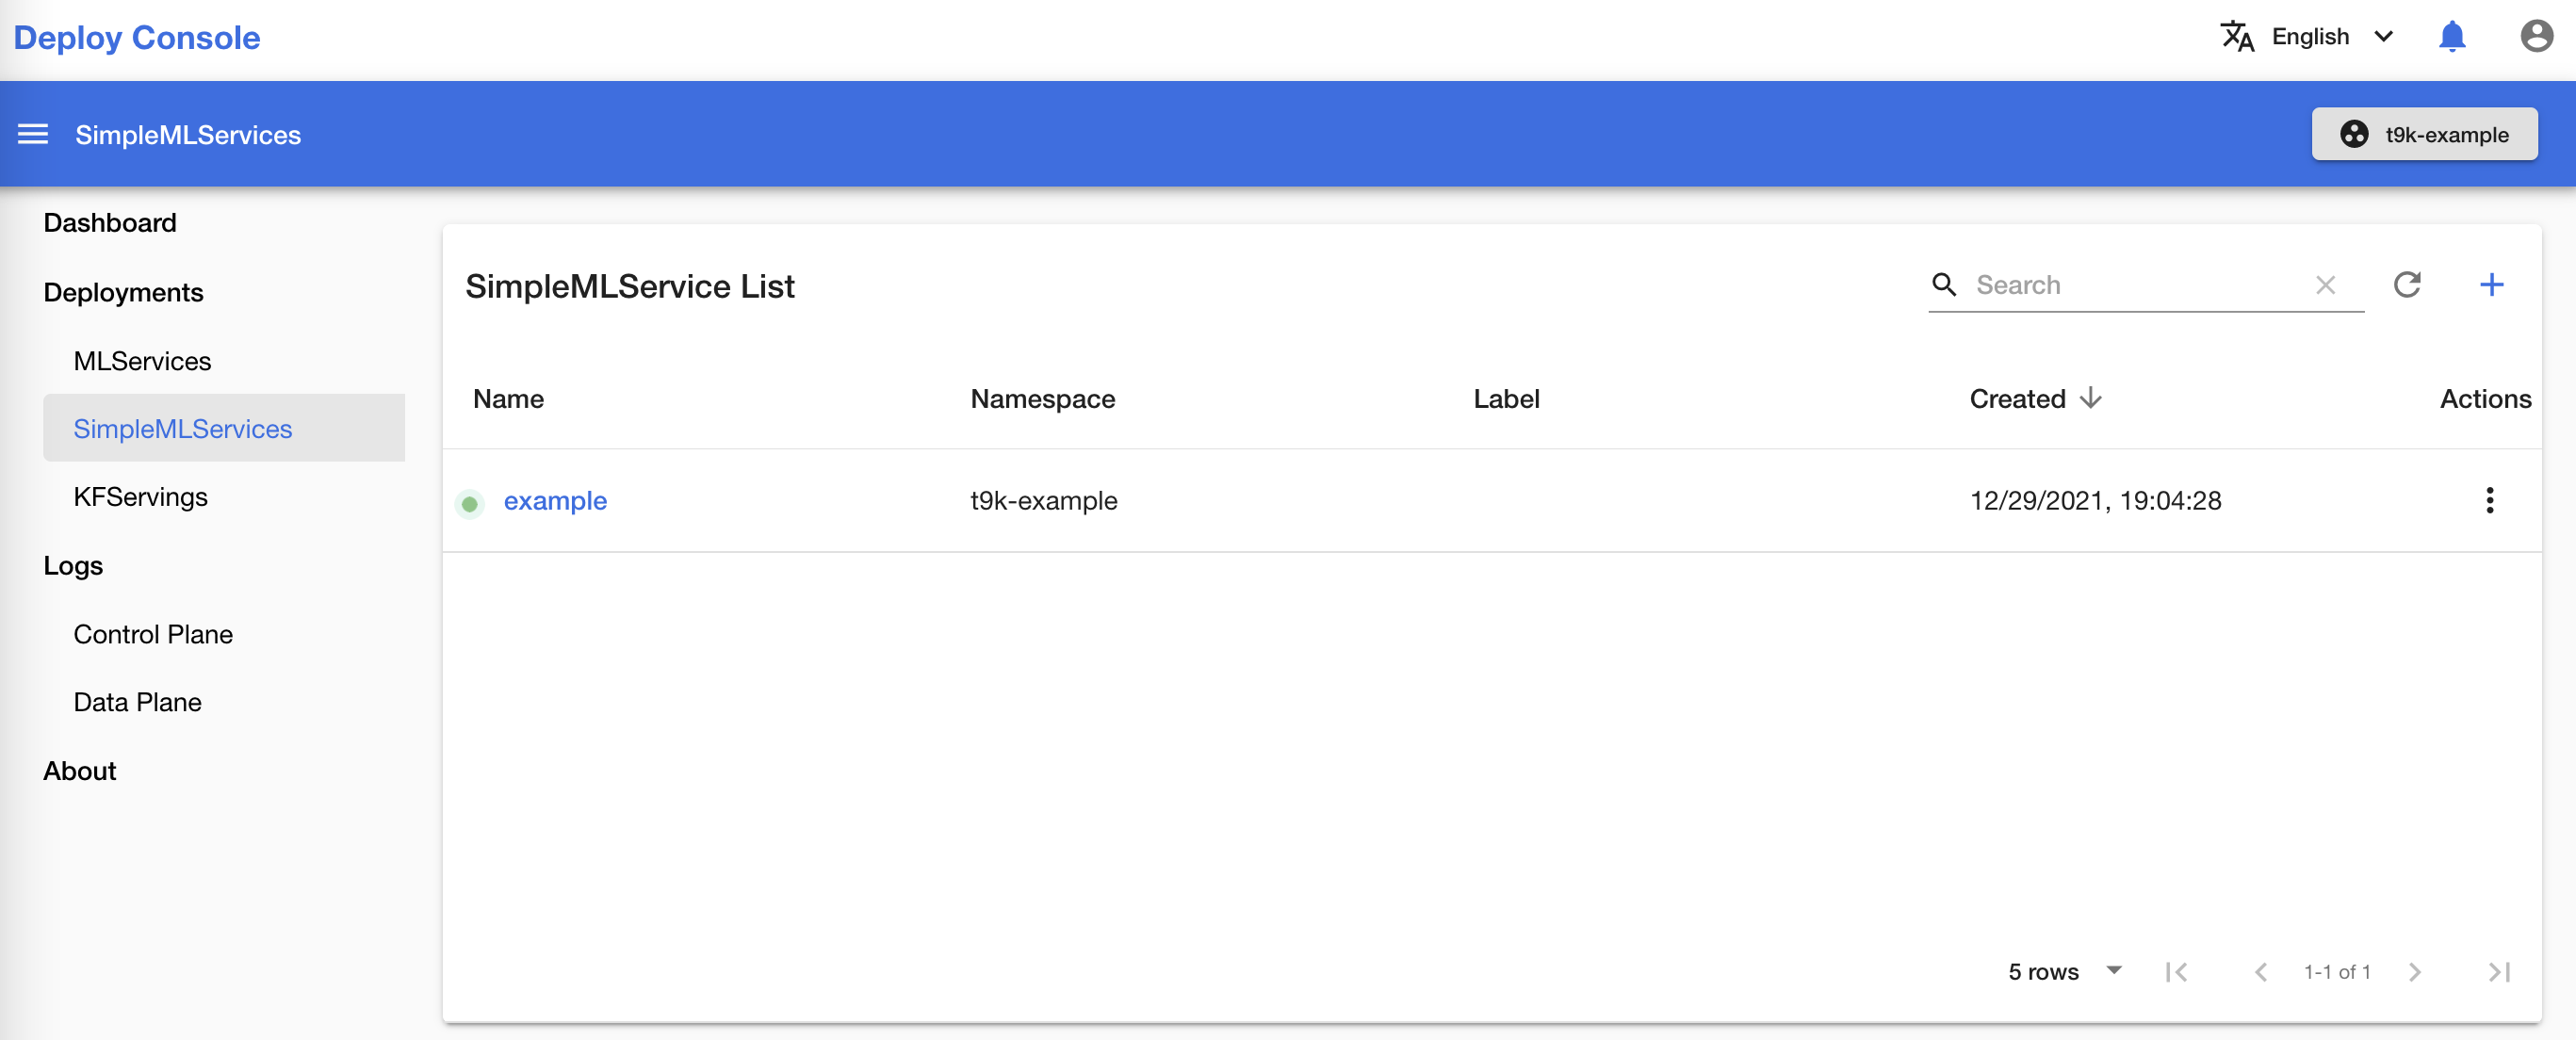 Deploy Console
English
SimpleMLServices
t9k-example
Dashboard
Deployments
MLServices
SimpleMLServices
KFServings
Logs
Control Plane
Data Plane
About
SimpleMLService List
Search
Name Namespace Label Created Actions
example t9k-example 12/29/2021, 19:04:28
5 rows 1-1 of 1